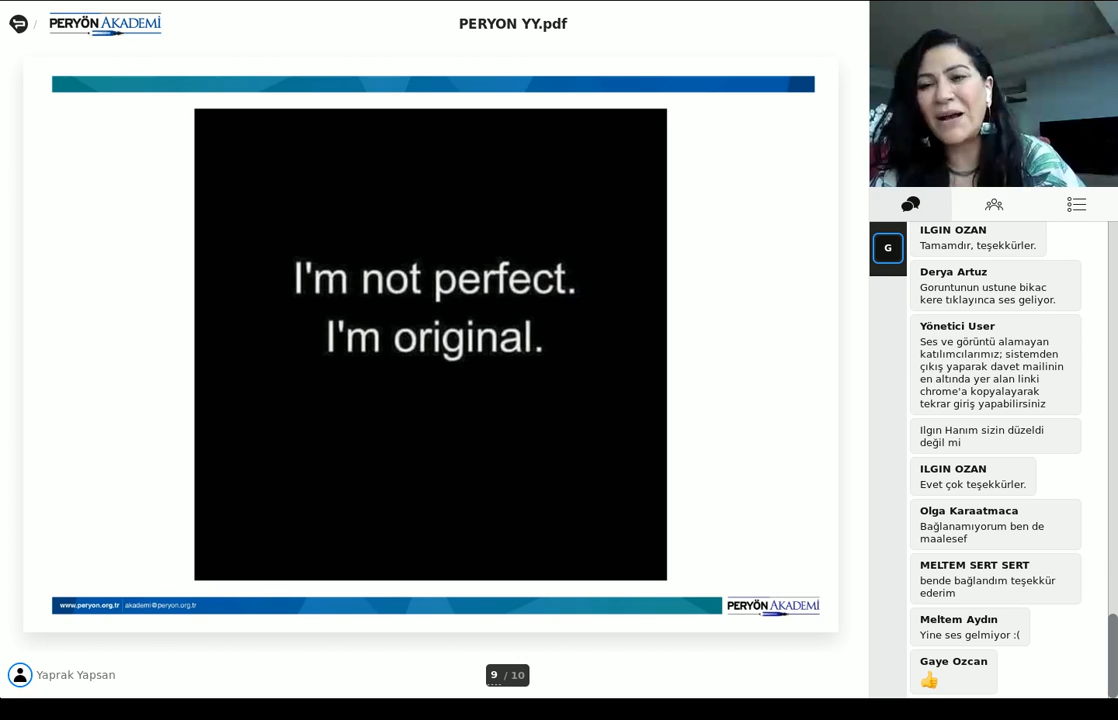 PERYÖN AKADEMİ
PERYON YY.pdf
I'm not perfect.
I'm original.
www.peryon.org.tr | akademi@peryon.org.tr
PERYÖN AKADEMİ
Yaprak Yapsan
9 / 10
G
ILGIN OZAN
Tamamdır, teşekkürler.
Derya Artuz
Goruntunun ustune bikac
kere tıklayınca ses geliyor.
Yönetici User
Ses ve görüntü alamayan
katılımcılarımız; sistemden
çıkış yaparak davet mailinin
en altında yer alan linki
chrome'a kopyalayarak
tekrar giriş yapabilirsiniz
Ilgın Hanım sizin düzeldi
değil mi
ILGIN OZAN
Evet çok teşekkürler.
Olga Karaatmaca
Bağlanamıyorum ben de
maalesef
MELTEM SERT SERT
bende bağlandım teşekkür
ederim
Meltem Aydın
Yine ses gelmiyor :(
Gaye Ozcan
👍